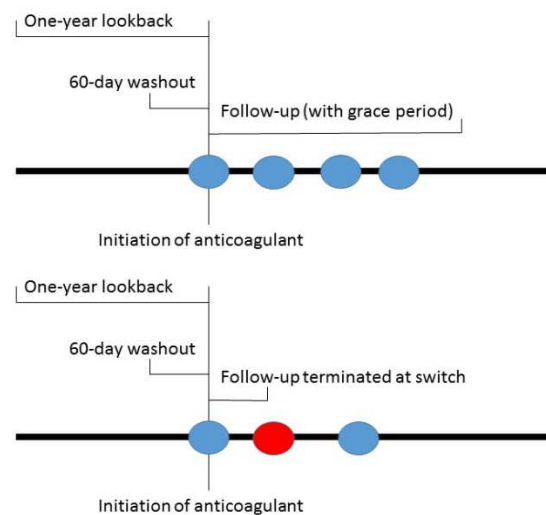 One-year lookback
60-day washout
Follow-up (with grace period)
Initiation of anticoagulant
One-year lookback
60-day washout
Follow-up terminated at switch
Initiation of anticoagulant